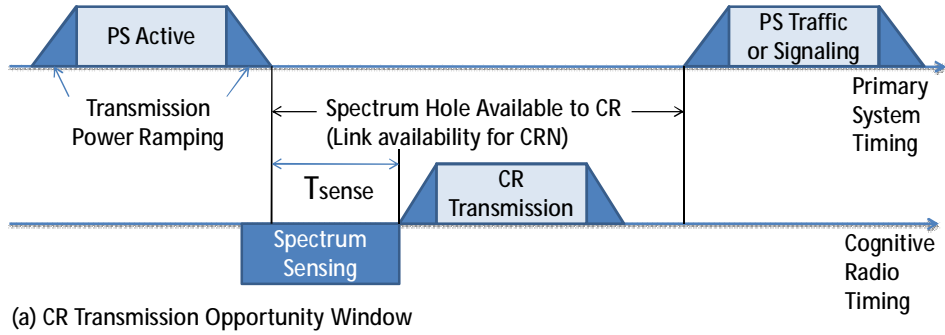 PS Active
PS Traffic
or Signaling
Transmission
Power Ramping
Spectrum Hole Available to CR
(Link availability for CRN)
Primary
System
Timing
Tsense
CR
Transmission
Spectrum
Sensing
Cognitive
Radio
Timing
(a) CR Transmission Opportunity Window